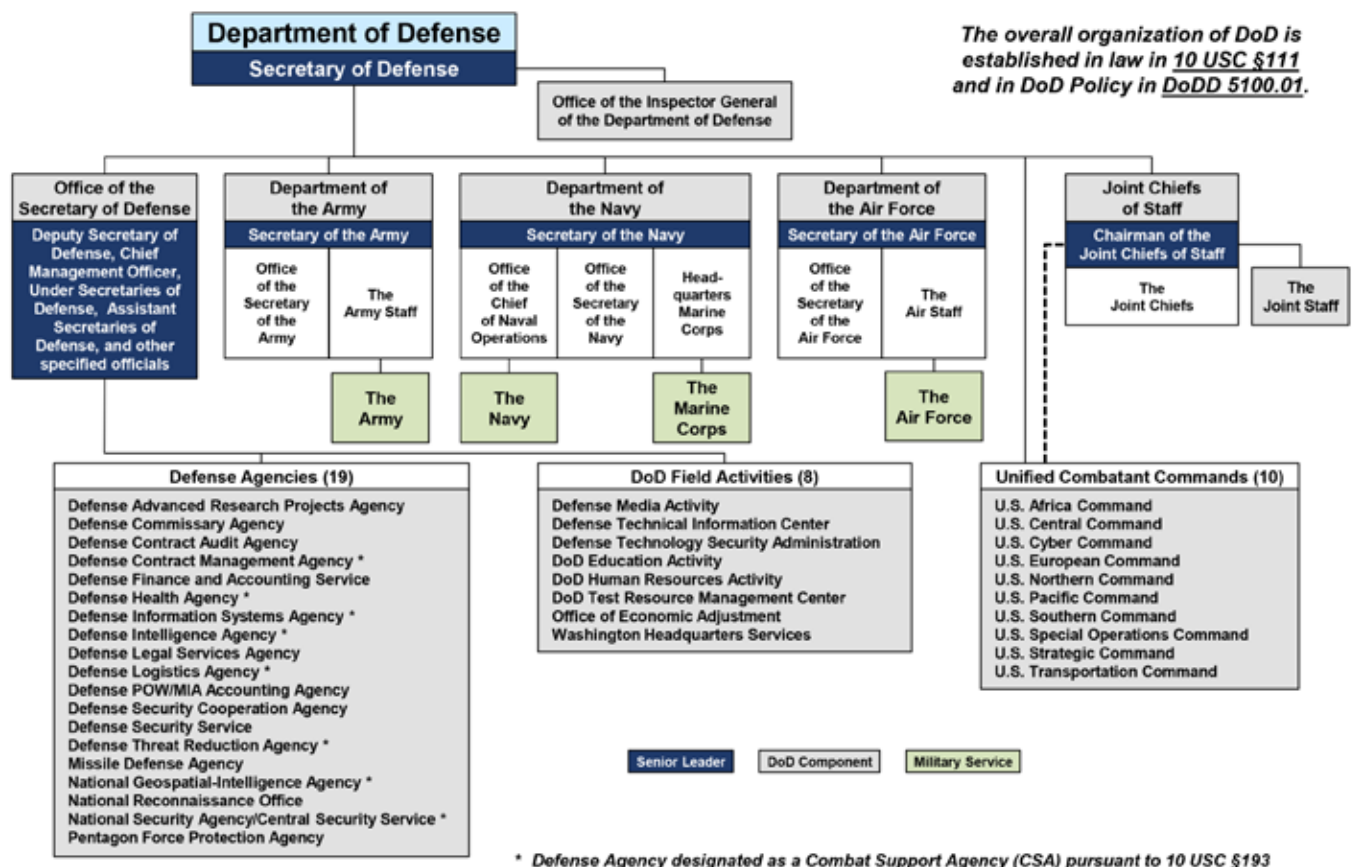 Department of Defense
Secretary of Defense
The overall organization of DoD is
established in law in 10 USC §111
and in DoD Policy in DoDD 5100.01.
Office of the Inspector General
of the Department of Defense
Office of the
Secretary of Defense
Deputy Secretary of
Defense, Chief
Management Officer,
Under Secretaries of
Defense, Assistant
Secretaries of
Defense, and other
specified officials
Department of
the Army
Secretary of the Army
Office
of the
Secretary
of the
Army
The
Army Staff
The
Army
Department of
the Navy
Secretary of the Navy
Office
of the
Chief
of Naval
Operations
Office
of the
Secretary
of the
Navy
Head-
quarters
Marine
Corps
The
Navy
The
Marine
Corps
Department of
the Air Force
Secretary of the Air Force
Office
of the
Secretary
of the
Air Force
The
Air Staff
The
Air Force
Joint Chiefs
of Staff
Chairman of the
Joint Chiefs of Staff
The
Joint Chiefs
The
Joint Staff
Defense Agencies (19)
Defense Advanced Research Projects Agency
Defense Commissary Agency
Defense Contract Audit Agency
Defense Contract Management Agency *
Defense Finance and Accounting Service
Defense Health Agency *
Defense Information Systems Agency *
Defense Intelligence Agency *
Defense Legal Services Agency
Defense Logistics Agency *
Defense POW/MIA Accounting Agency
Defense Security Cooperation Agency
Defense Security Service
Defense Threat Reduction Agency *
Missile Defense Agency
National Geospatial-Intelligence Agency *
National Reconnaissance Office
National Security Agency/Central Security Service *
Pentagon Force Protection Agency
DoD Field Activities (8)
Defense Media Activity
Defense Technical Information Center
Defense Technology Security Administration
DoD Education Activity
DoD Human Resources Activity
DoD Test Resource Management Center
Office of Economic Adjustment
Washington Headquarters Services
Unified Combatant Commands (10)
U.S. Africa Command
U.S. Central Command
U.S. Cyber Command
U.S. European Command
U.S. Northern Command
U.S. Pacific Command
U.S. Southern Command
U.S. Special Operations Command
U.S. Strategic Command
U.S. Transportation Command
Senior Leader
DoD Component
Military Service
* Defense Agency designated as a Combat Support Agency (CSA) pursuant to 10 USC §193